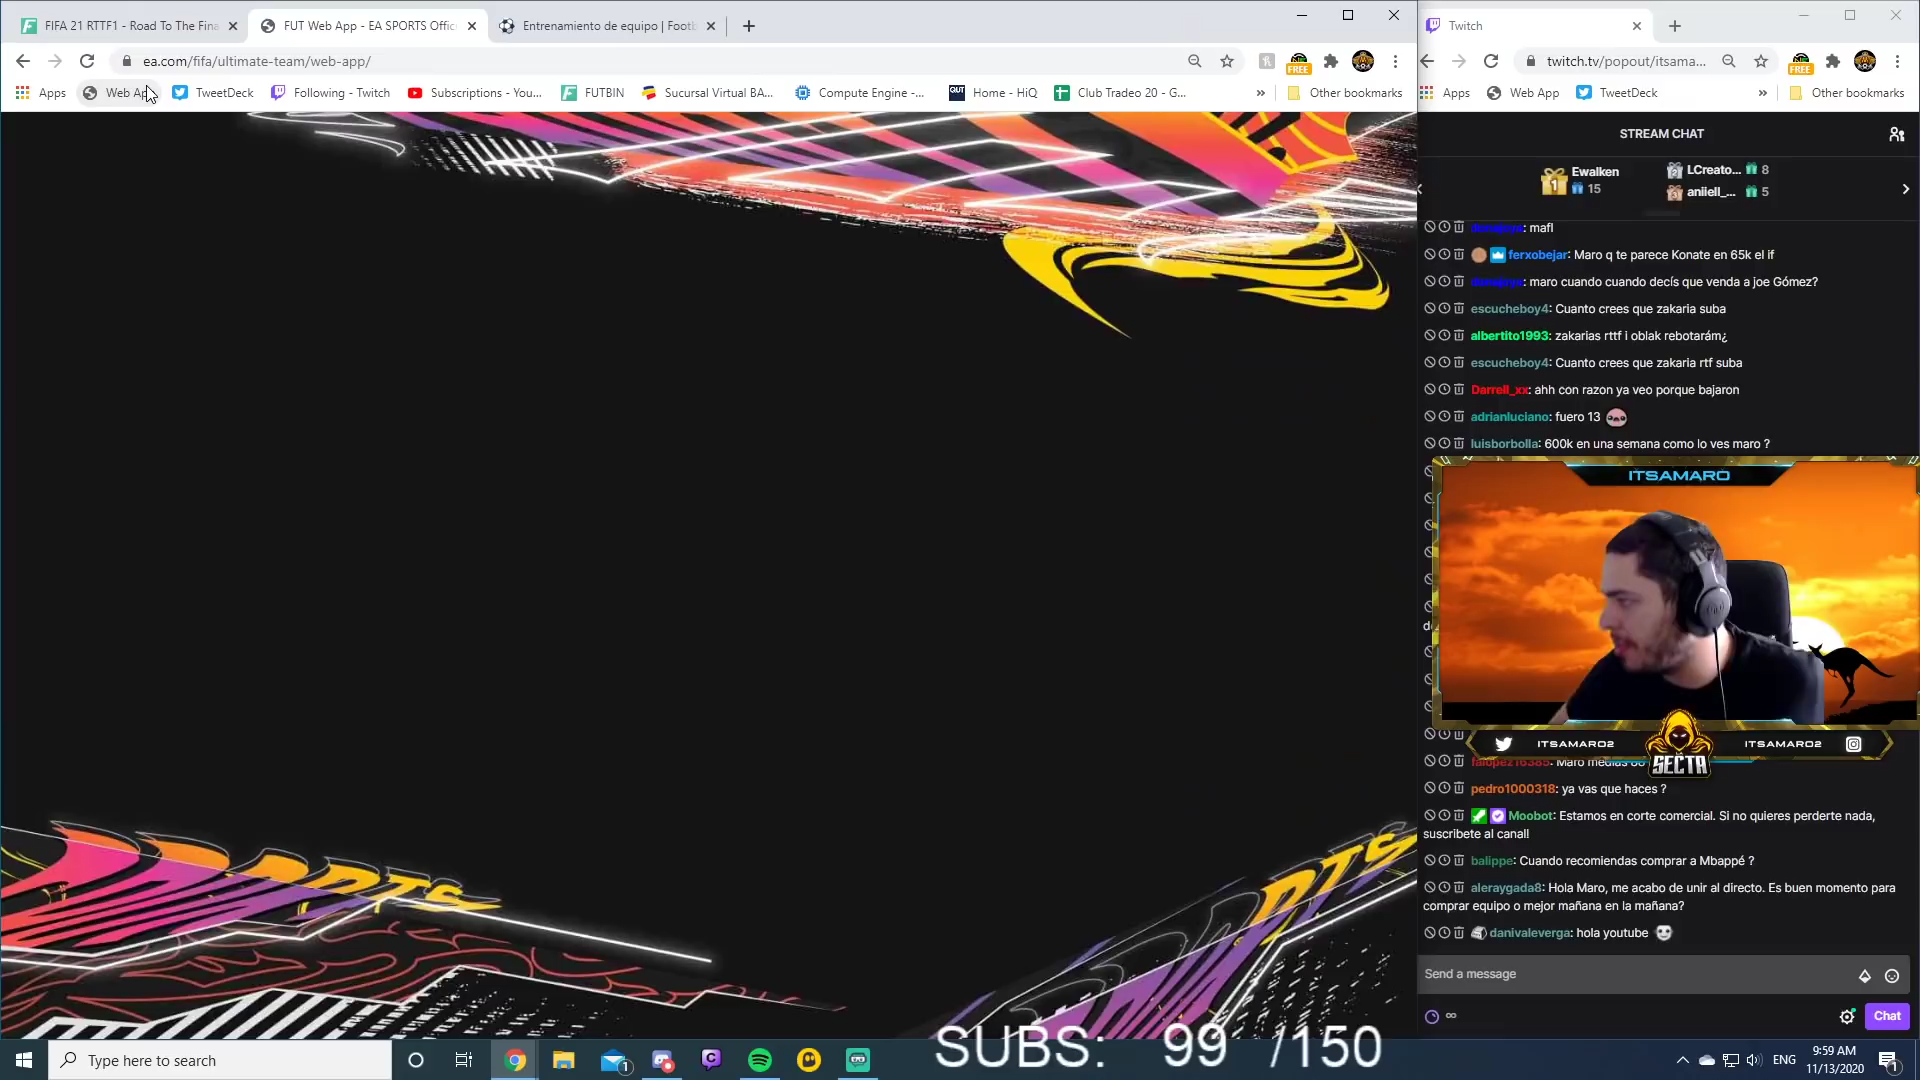 FIFA 21 RTTF1 - Road To The Fina
FUT Web App - EA SPORTS Offic
Entrenamiento de equipo | Footb
Twitch
ea.com/fifa/ultimate-team/web-app/
FREE
twitch.tv/popout/itsama...
FREE
Apps
Web App
TweetDeck
Following - Twitch
Subscriptions - You...
FUTBIN
Sucursal Virtual BA...
Compute Engine -...
Home - HiQ
Club Tradeo 20 - G...
»
Other bookmarks
Apps
Web App
TweetDeck
»
Other bookmarks
STREAM CHAT
1 Ewalken
15
LCreato... 8
aniiell_... 5
: mafl
ferxobejar: Maro q te parece Konate en 65k el if
: maro cuando cuando decís que venda a joe Gómez?
escucheboy4: Cuanto crees que zakaria suba
albertito1993: zakarias rttf i oblak rebotarám¿
escucheboy4: Cuanto crees que zakaria rtf suba
Darrell_xx: ahh con razon ya veo porque bajaron
adrianluciano: fuero 13
luisborbolla: 600k en una semana como lo ves maro ?
ITSAMARO
ITSAMARO2
ITSAMARO2
SECTA
falopez16385: Maro medias
pedro1000318: ya vas que haces ?
Moobot: Estamos en corte comercial. Si no quieres perderte nada,
suscribete al canal!
balippe: Cuando recomiendas comprar a Mbappé ?
aleraygada8: Hola Maro, me acabo de unir al directo. Es buen momento para
comprar equipo o mejor mañana en la mañana?
danivaleverga: hola youtube
Send a message
∞
Chat
SUBS: 99 /150
Type here to search
1
ENG
9:59 AM
11/13/2020
1